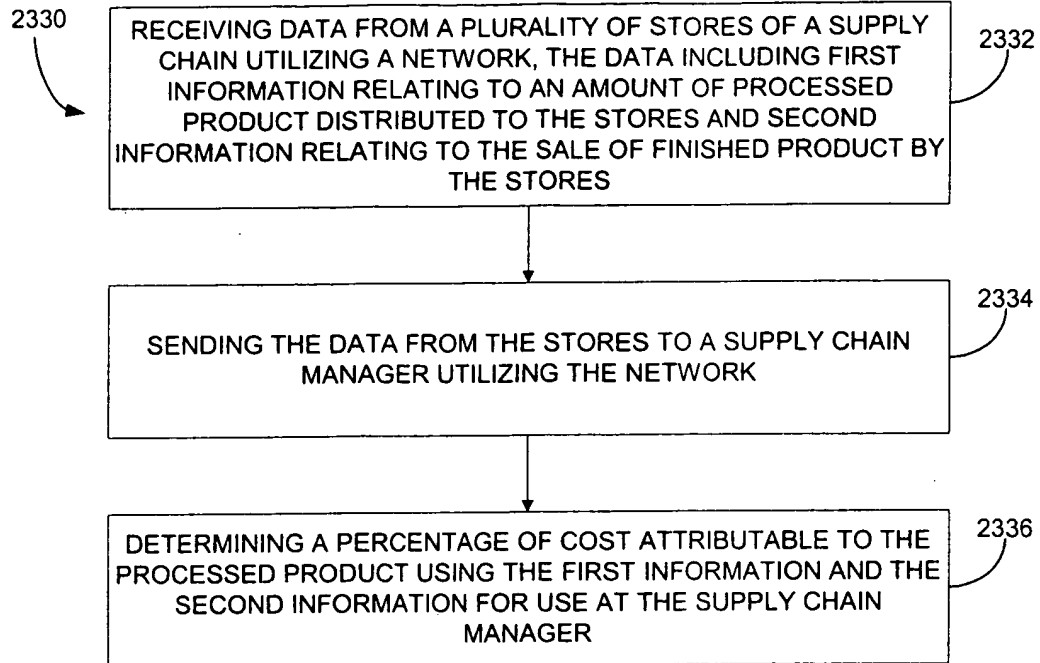 2330
RECEIVING DATA FROM A PLURALITY OF STORES OF A SUPPLY
CHAIN UTILIZING A NETWORK, THE DATA INCLUDING FIRST
INFORMATION RELATING TO AN AMOUNT OF PROCESSED
PRODUCT DISTRIBUTED TO THE STORES AND SECOND
INFORMATION RELATING TO THE SALE OF FINISHED PRODUCT BY
THE STORES
2332
SENDING THE DATA FROM THE STORES TO A SUPPLY CHAIN
MANAGER UTILIZING THE NETWORK
2334
DETERMINING A PERCENTAGE OF COST ATTRIBUTABLE TO THE
PROCESSED PRODUCT USING THE FIRST INFORMATION AND THE
SECOND INFORMATION FOR USE AT THE SUPPLY CHAIN
MANAGER
2336